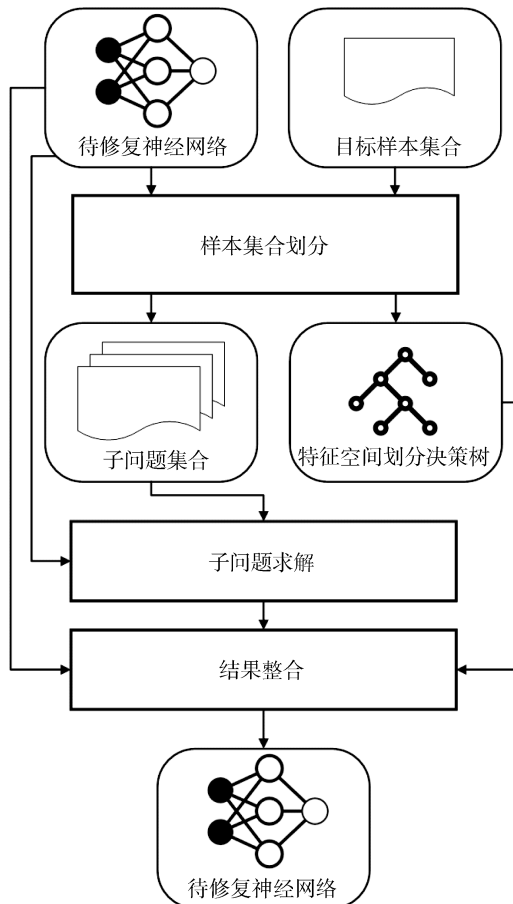 待修复神经网络
目标样本集合
样本集合划分
子问题集合
特征空间划分决策树
子问题求解
结果整合
待修复神经网络